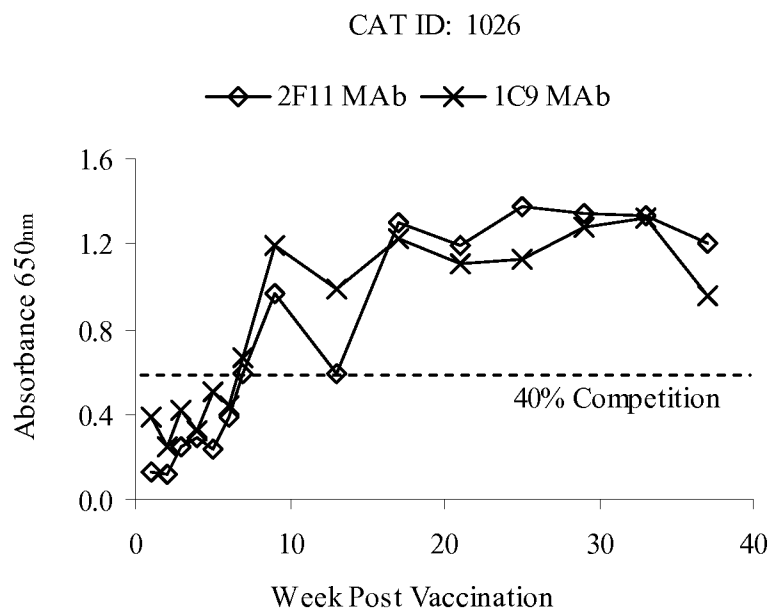 CAT ID: 1026
2F11 MAb 1C9 MAb
1.6
1.2
0.8
0.4
0.0
Absorbance 650nm
40% Competition
0 10 20 30 40
Week Post Vaccination